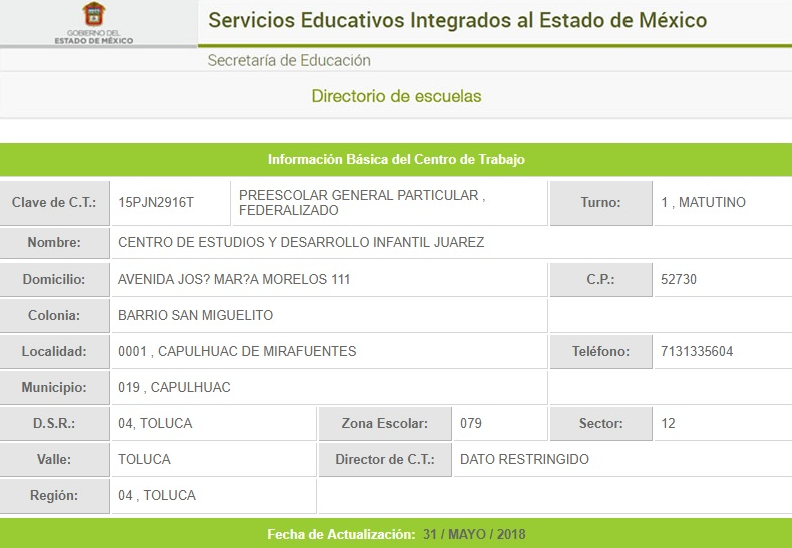 GOBIERNO DEL
ESTADO DE MÉXICO
Servicios Educativos Integrados al Estado de México
Secretaría de Educación
Directorio de escuelas
Información Básica del Centro de Trabajo
Clave de C.T.: 15PJN2916T PREESCOLAR GENERAL PARTICULAR , FEDERALIZADO Turno: 1 , MATUTINO
Nombre: CENTRO DE ESTUDIOS Y DESARROLLO INFANTIL JUAREZ
Domicilio: AVENIDA JOS? MAR?A MORELOS 111 C.P.: 52730
Colonia: BARRIO SAN MIGUELITO
Localidad: 0001 , CAPULHUAC DE MIRAFUENTES Teléfono: 7131335604
Municipio: 019 , CAPULHUAC
D.S.R.: 04, TOLUCA Zona Escolar: 079 Sector: 12
Valle: TOLUCA Director de C.T.: DATO RESTRINGIDO
Región: 04 , TOLUCA
Fecha de Actualización: 31 / MAYO / 2018